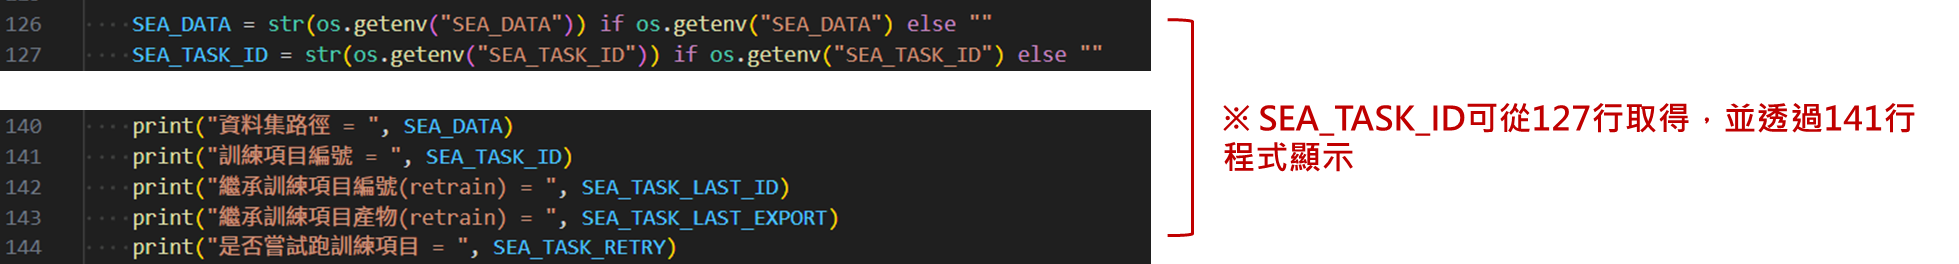 126 SEA_DATA = str(os.getenv("SEA_DATA")) if os.getenv("SEA_DATA") else ""
127 SEA_TASK_ID = str(os.getenv("SEA_TASK_ID")) if os.getenv("SEA_TASK_ID") else ""
140 print("資料集路徑 = ", SEA_DATA)
141 print("訓練項目編號 = ", SEA_TASK_ID)
142 print("繼承訓練項目編號(retrain) = ", SEA_TASK_LAST_ID)
143 print("繼承訓練項目產物(retrain) = ", SEA_TASK_LAST_EXPORT)
144 print("是否嘗試跑訓練項目 = ", SEA_TASK_RETRY)
※ SEA_TASK_ID可從127行取得，並透過141行
程式顯示